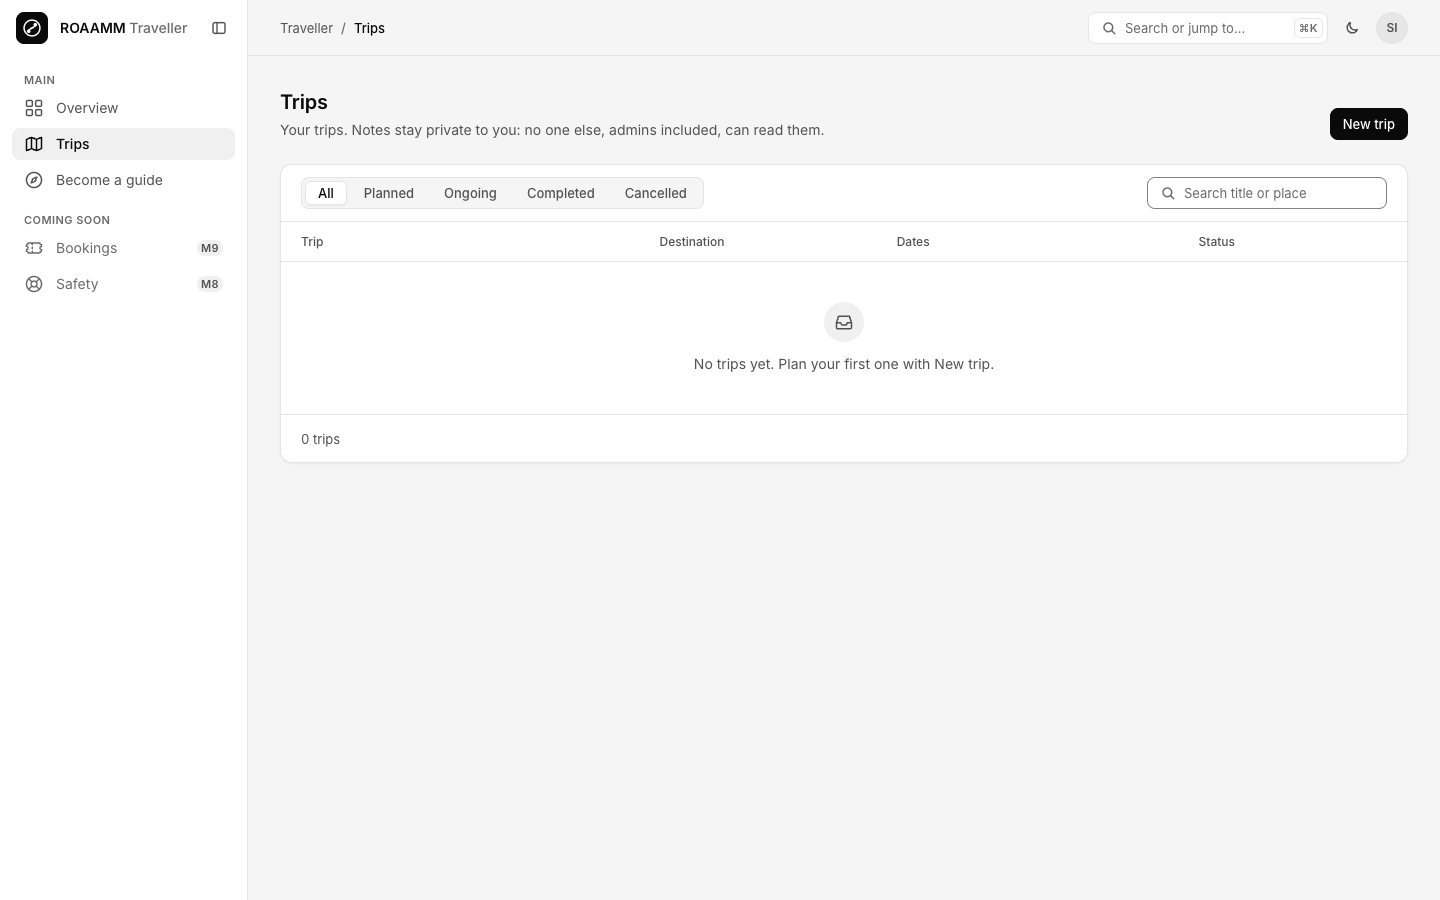 ROAAMM Traveller
MAIN
Overview
Trips
Become a guide
COMING SOON
Bookings M9
Safety M8
Traveller / Trips
Search or jump to... ⌘K
SI
Trips
Your trips. Notes stay private to you: no one else, admins included, can read them.
New trip
All Planned Ongoing Completed Cancelled
Search title or place
Trip Destination Dates Status
No trips yet. Plan your first one with New trip.
0 trips